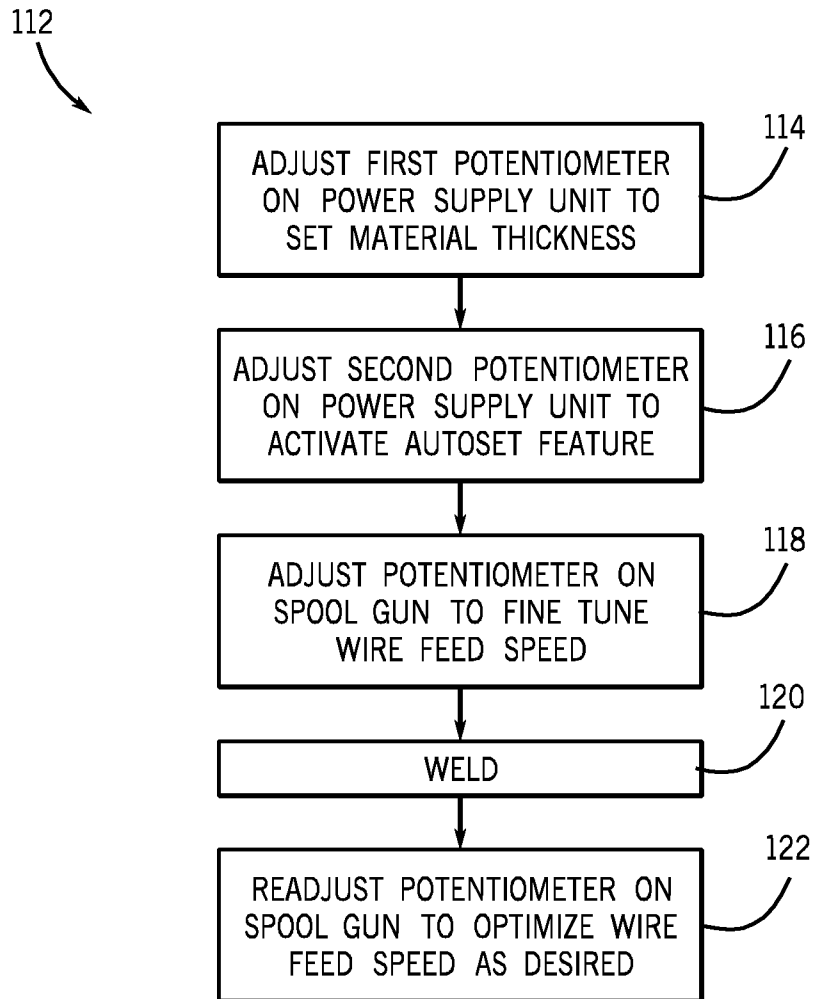 112
114
ADJUST FIRST POTENTIOMETER
ON POWER SUPPLY UNIT TO
SET MATERIAL THICKNESS
116
ADJUST SECOND POTENTIOMETER
ON POWER SUPPLY UNIT TO
ACTIVATE AUTOSET FEATURE
118
ADJUST POTENTIOMETER ON
SPOOL GUN TO FINE TUNE
WIRE FEED SPEED
120
WELD
122
READJUST POTENTIOMETER ON
SPOOL GUN TO OPTIMIZE WIRE
FEED SPEED AS DESIRED